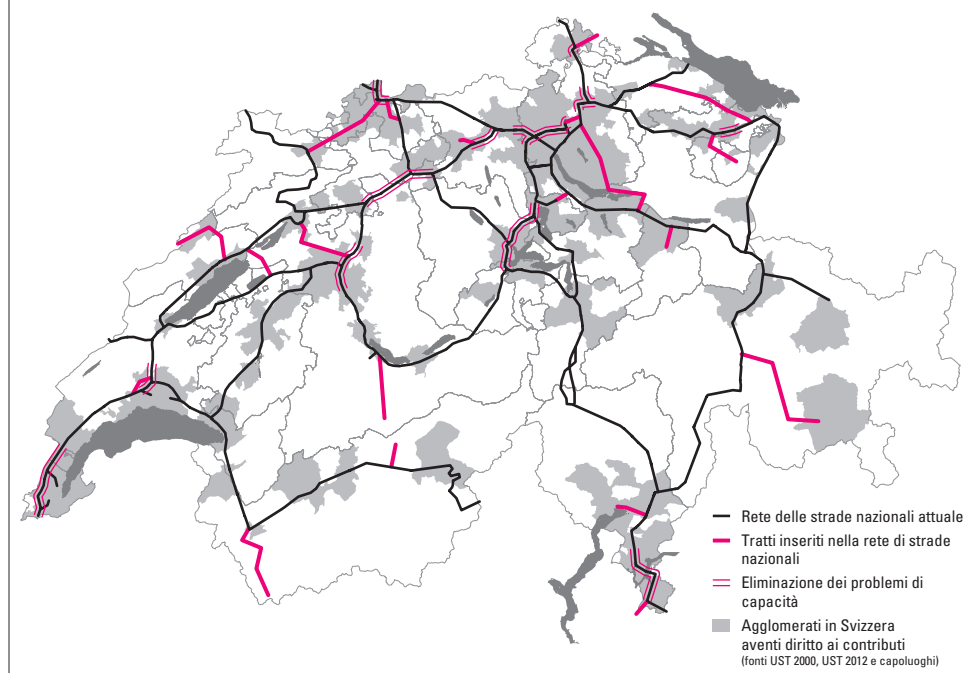 Rete delle strade nazionali attuale
Tratti inseriti nella rete di strade
nazionali
Eliminazione dei problemi di
capacità
Agglomerati in Svizzera
aventi diritto ai contributi
(fonti UST 2000, UST 2012 e capoluoghi)